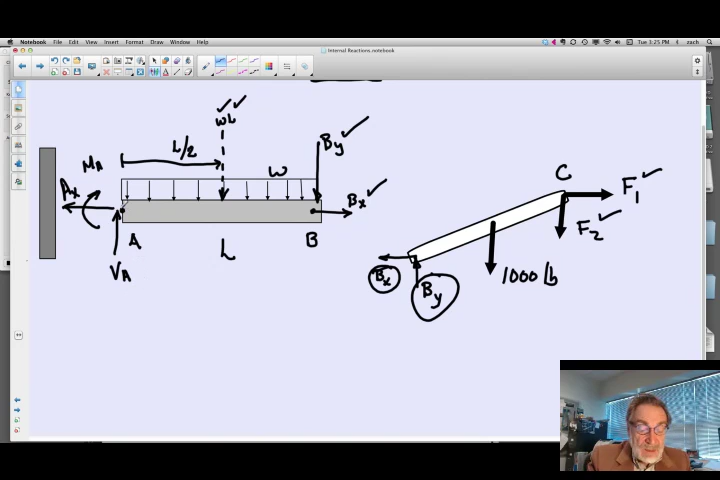 Notebook File Edit View Insert Format Draw Window Help
Tue 3:25 PM zach
Internal Reactions.notebook
✓✓
wL
L/2
By ✓
MA
w
Ax
Bx ✓
C
F1 ✓
A
B
F2 ✓
L
VA
Bx
By
1000 lb